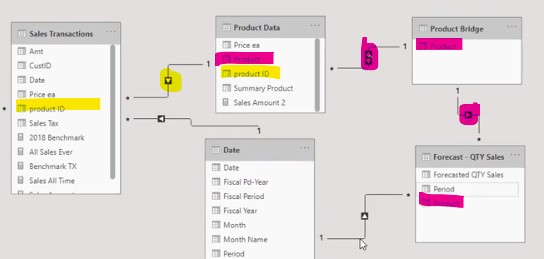 Sales Transactions
Amt
CustID
Date
Price ea
product ID
Sales Tax
2018 Benchmark
All Sales Ever
Benchmark TX
Sales All Time
Product Data
Price ea
Product
product ID
Summary Product
Sales Amount 2
Product Bridge
Product
Date
Date
Fiscal Pd-Year
Fiscal Period
Fiscal Year
Month
Month Name
Period
Forecast - QTY Sales
Forecasted QTY Sales
Period
Product
1
*
*
*
1
1
1
*
1
*